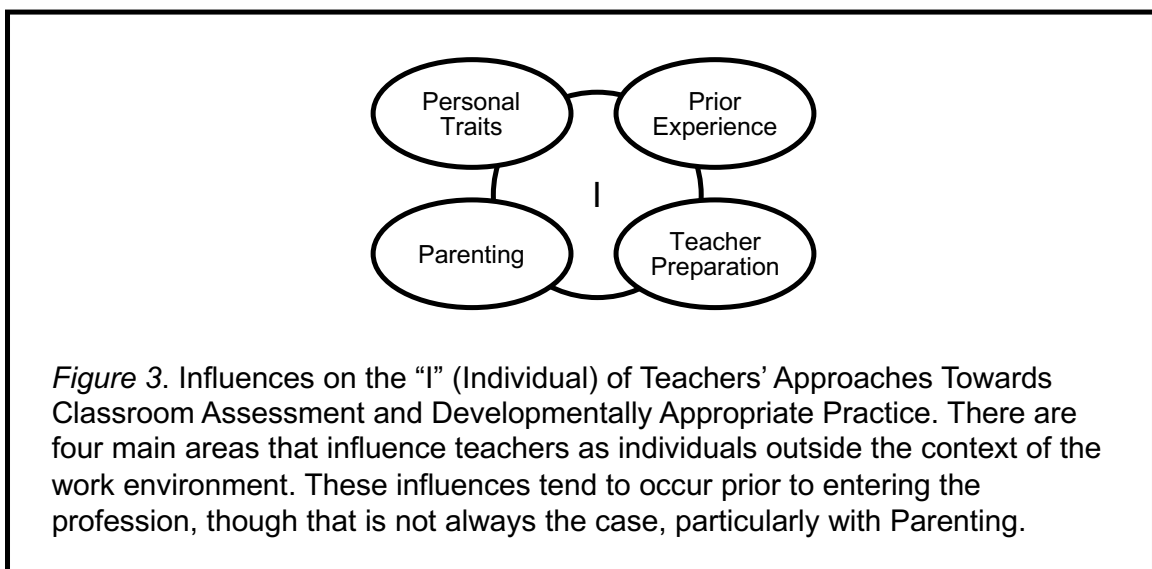 Personal
Traits
Prior
Experience
I
Parenting
Teacher
Preparation
Figure 3. Influences on the “I” (Individual) of Teachers’ Approaches Towards
Classroom Assessment and Developmentally Appropriate Practice. There are
four main areas that influence teachers as individuals outside the context of the
work environment. These influences tend to occur prior to entering the
profession, though that is not always the case, particularly with Parenting.